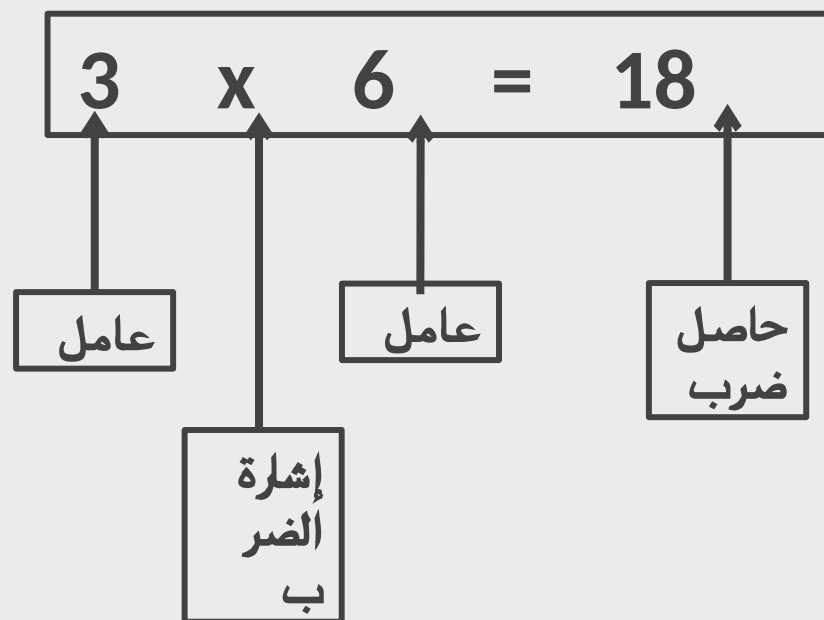 3 x 6 = 18
عامل
عامل
حاصل
ضرب
إشارة
الضر
ب